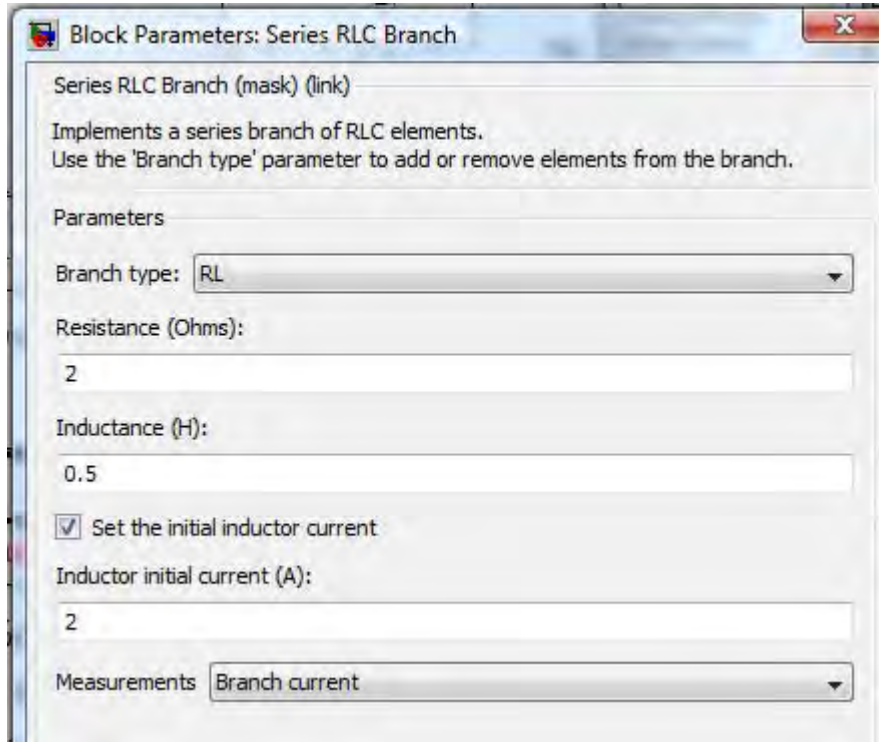 Block Parameters: Series RLC Branch
X
Series RLC Branch (mask) (link)
Implements a series branch of RLC elements.
Use the 'Branch type' parameter to add or remove elements from the branch.
Parameters
Branch type: RL
Resistance (Ohms):
2
Inductance (H):
0.5
Set the initial inductor current
Inductor initial current (A):
2
Measurements Branch current